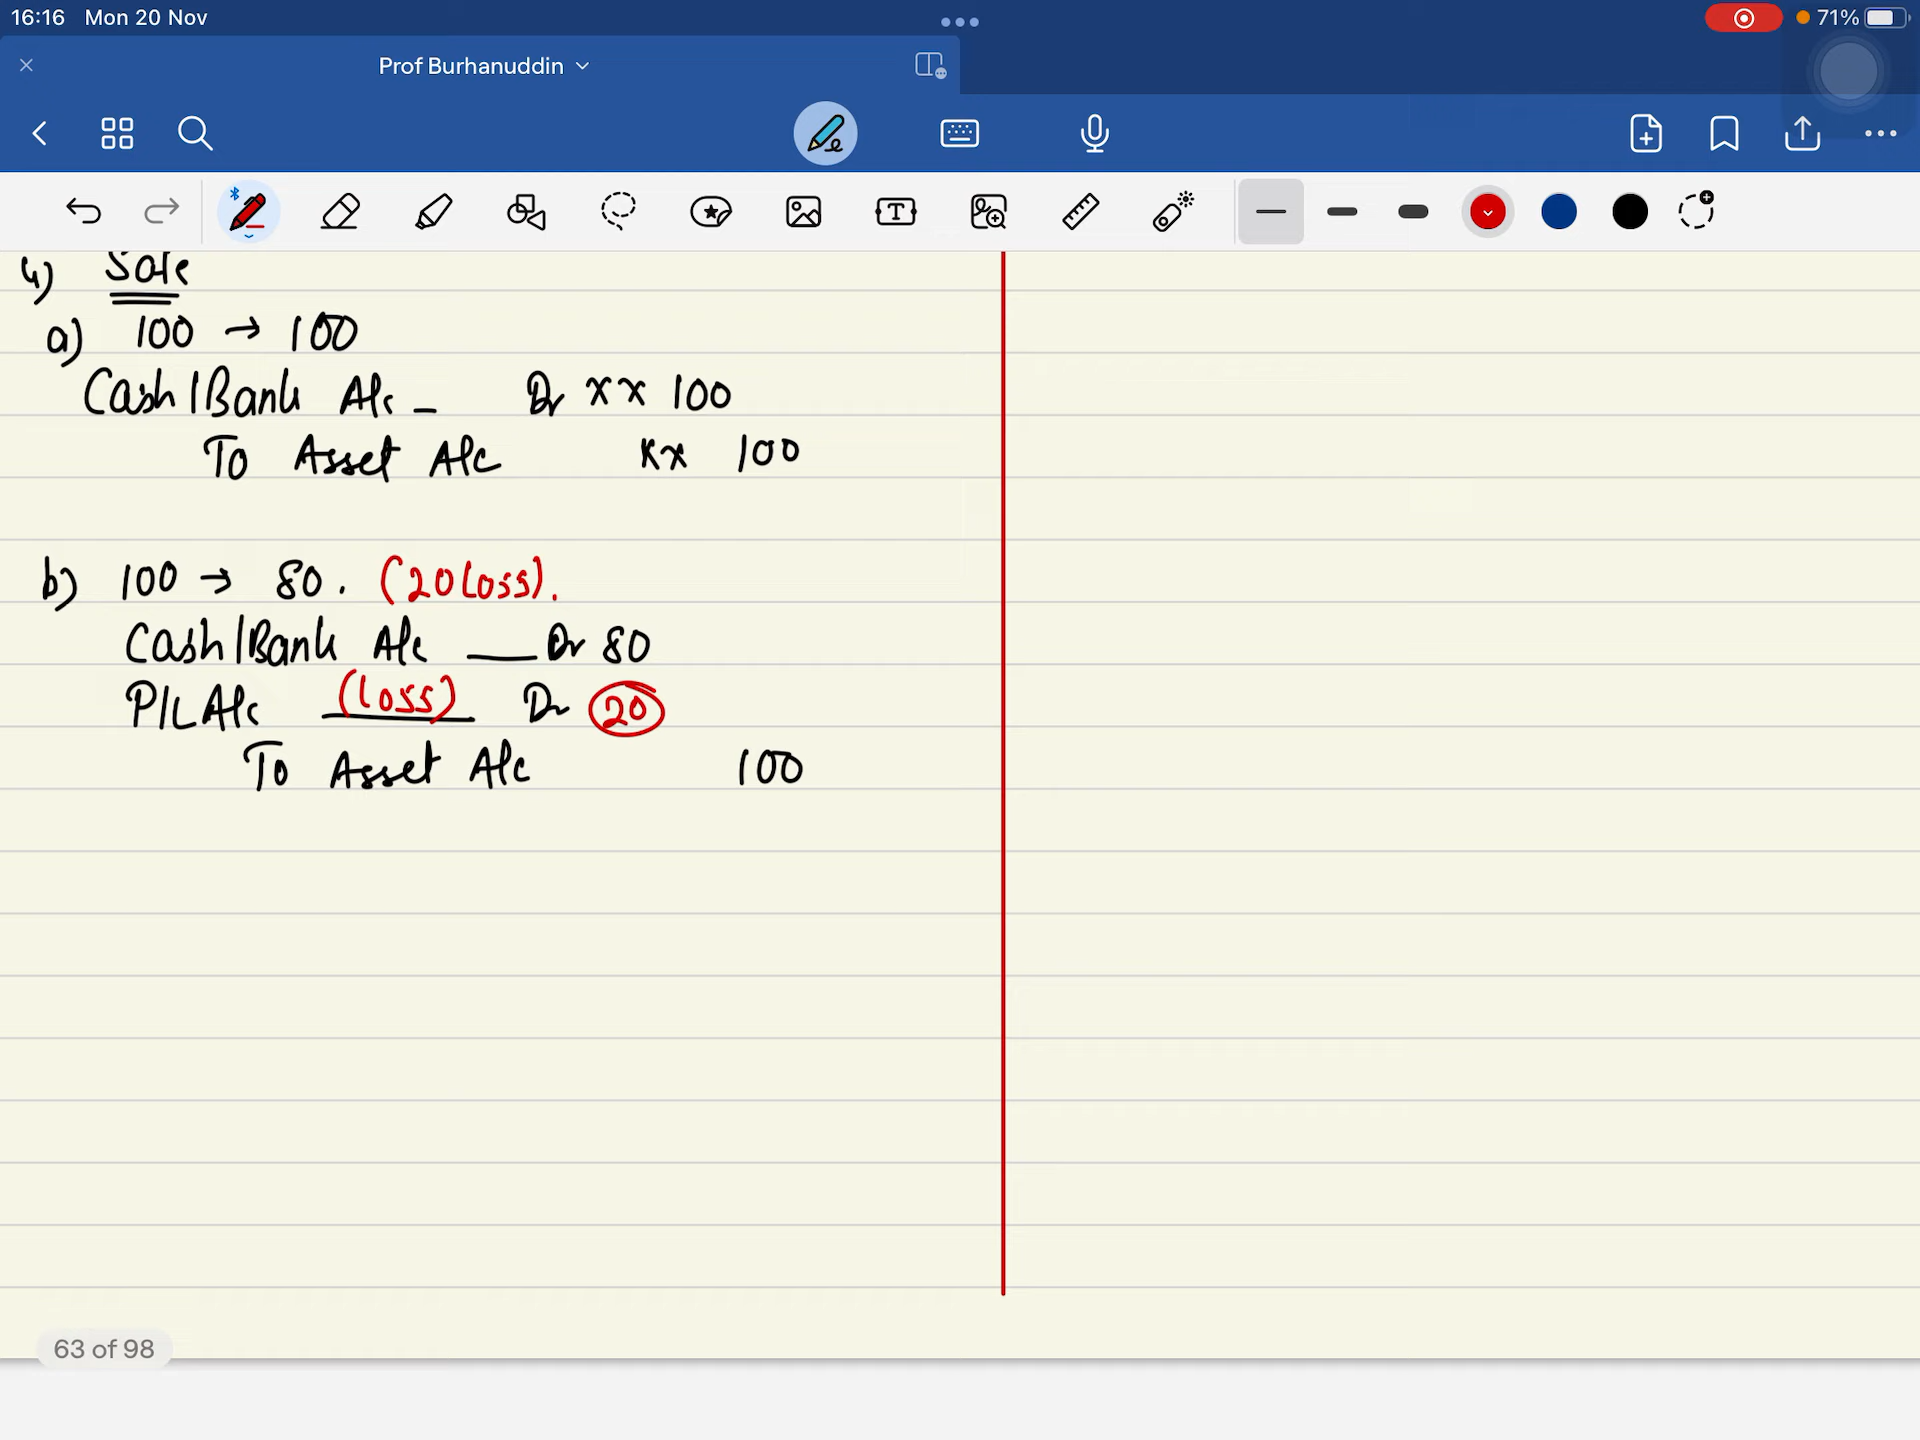 16:16 Mon 20 Nov
71%
Prof Burhanuddin
4) Sale
a) 100 → 100
Cash/Bank A/c - Dr xx 100
To Asset A/c xx 100
b) 100 → 80. (20 loss).
Cash/Bank A/c __ Dr 80
P/L A/c (loss) Dr 20
To Asset A/c 100
63 of 98